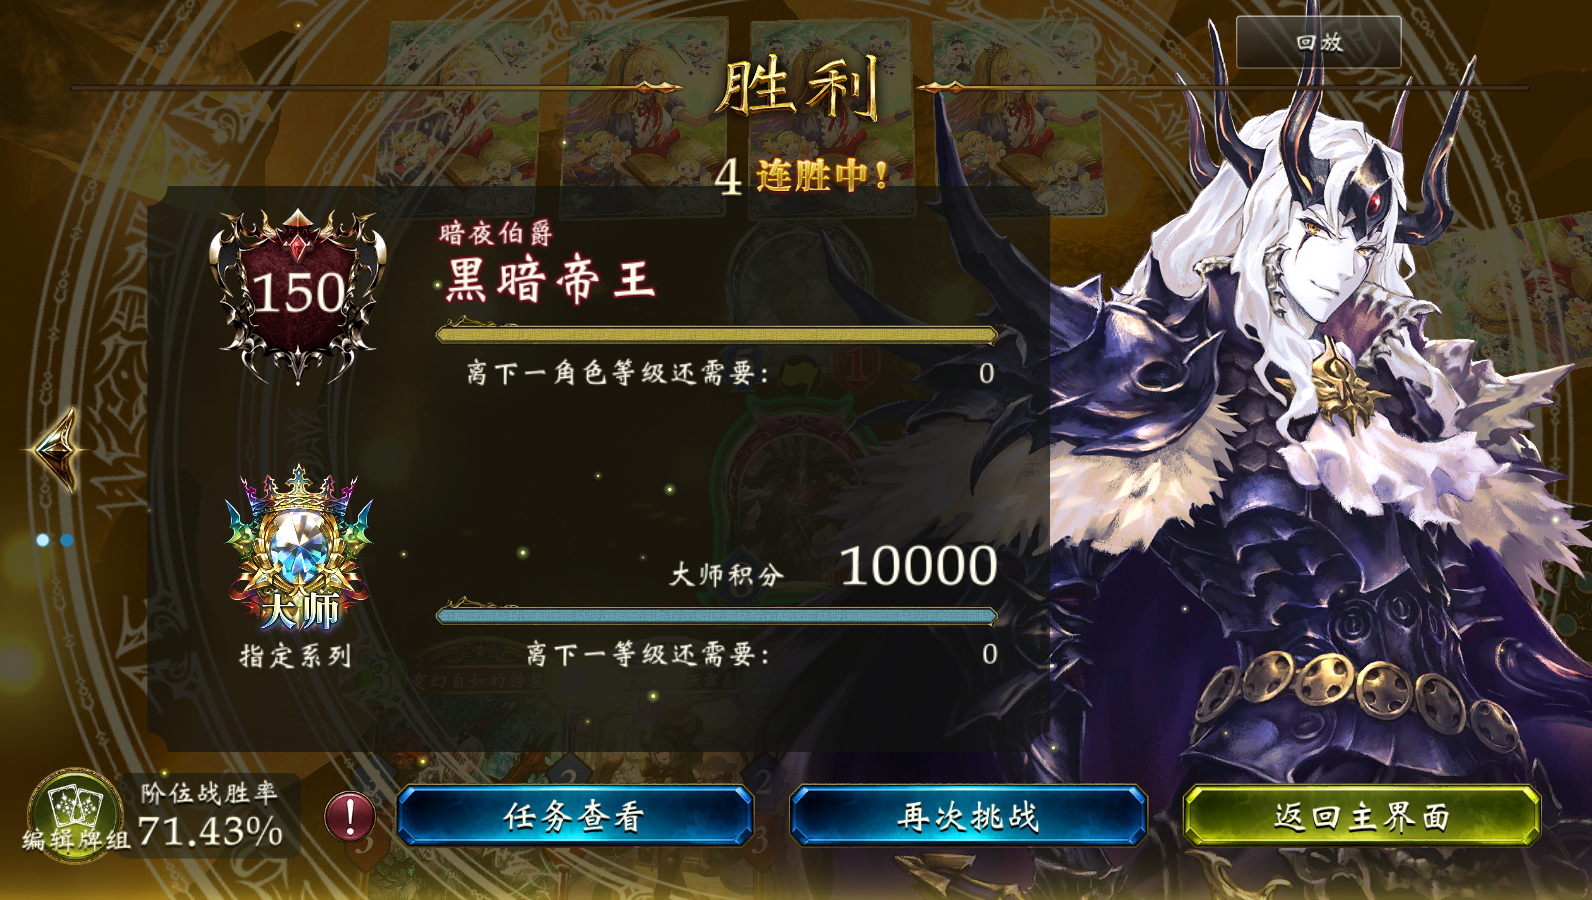 回放
胜利
4 连胜中!
150
暗夜伯爵
黑暗帝王
离下一角色等级还需要: 0
大师
指定系列
大师积分 10000
离下一等级还需要: 0
编辑牌组
阶位战胜率
71.43%
!
任务查看
再次挑战
返回主界面